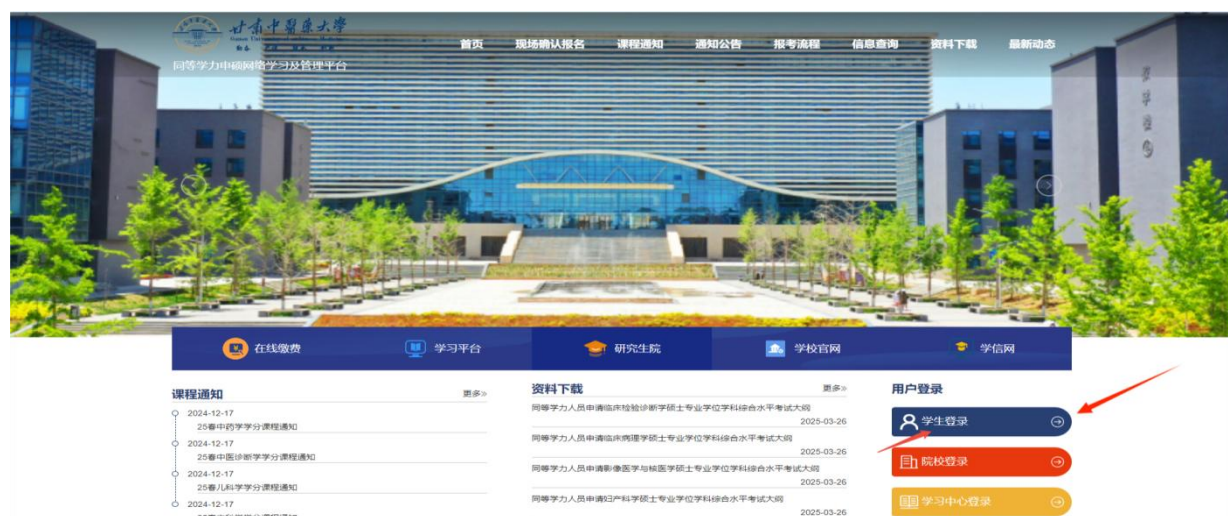 甘肃中医药大学
同等学力申硕网络学习及管理平台
首页 现场确认报名 课程通知 通知公告 报考流程 信息查询 资料下载 最新动态
在线缴费 学习平台 研究生院 学校官网 学信网
课程通知 更多»
2024-12-17
25春中药学学分课程通知
2024-12-17
25春中医诊断学学分课程通知
2024-12-17
25春儿科学学分课程通知
2024-12-17
资料下载 更多»
同等学力人员申请临床检验诊断学硕士专业学位学科综合水平考试大纲
2025-03-26
同等学力人员申请临床病理学硕士专业学位学科综合水平考试大纲
2025-03-26
同等学力人员申请影像医学与核医学硕士专业学位学科综合水平考试大纲
2025-03-26
同等学力人员申请妇产科学硕士专业学位学科综合水平考试大纲
2025-03-26
用户登录
学生登录
院校登录
学习中心登录